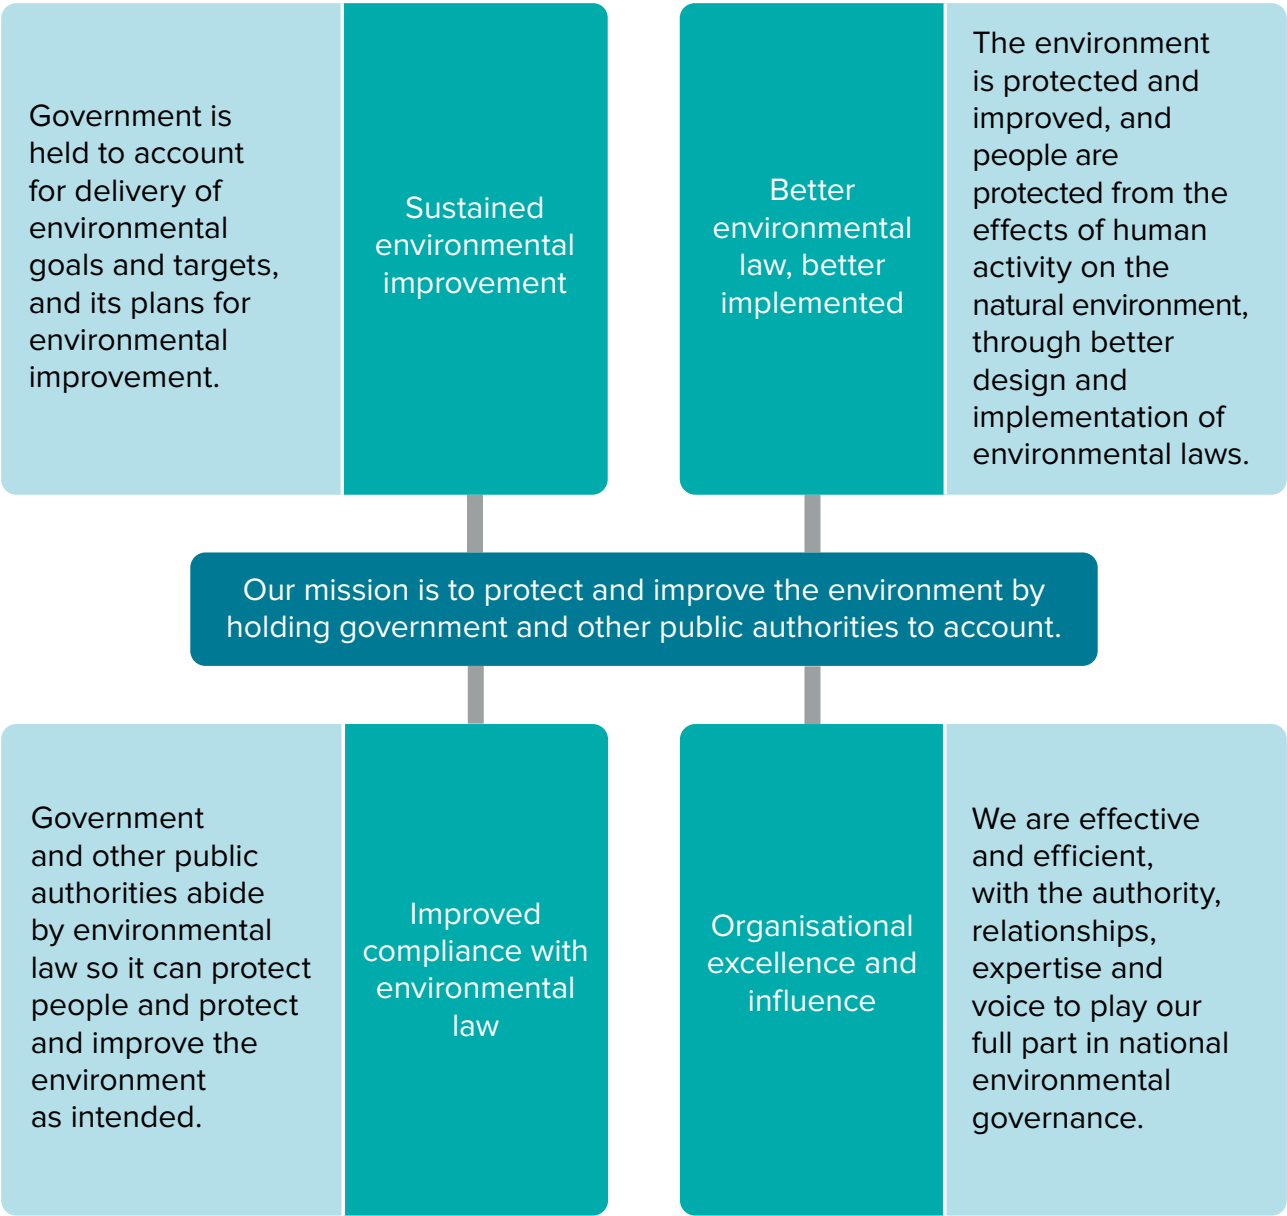 Government is
held to account
for delivery of
environmental
goals and targets,
and its plans for
environmental
improvement.
Sustained
environmental
improvement
Better
environmental
law, better
implemented
The environment
is protected and
improved, and
people are
protected from the
effects of human
activity on the
natural environment,
through better
design and
implementation of
environmental laws.
Our mission is to protect and improve the environment by
holding government and other public authorities to account.
Government
and other public
authorities abide
by environmental
law so it can protect
people and protect
and improve the
environment
as intended.
Improved
compliance with
environmental
law
Organisational
excellence and
influence
We are effective
and efficient,
with the authority,
relationships,
expertise and
voice to play our
full part in national
environmental
governance.